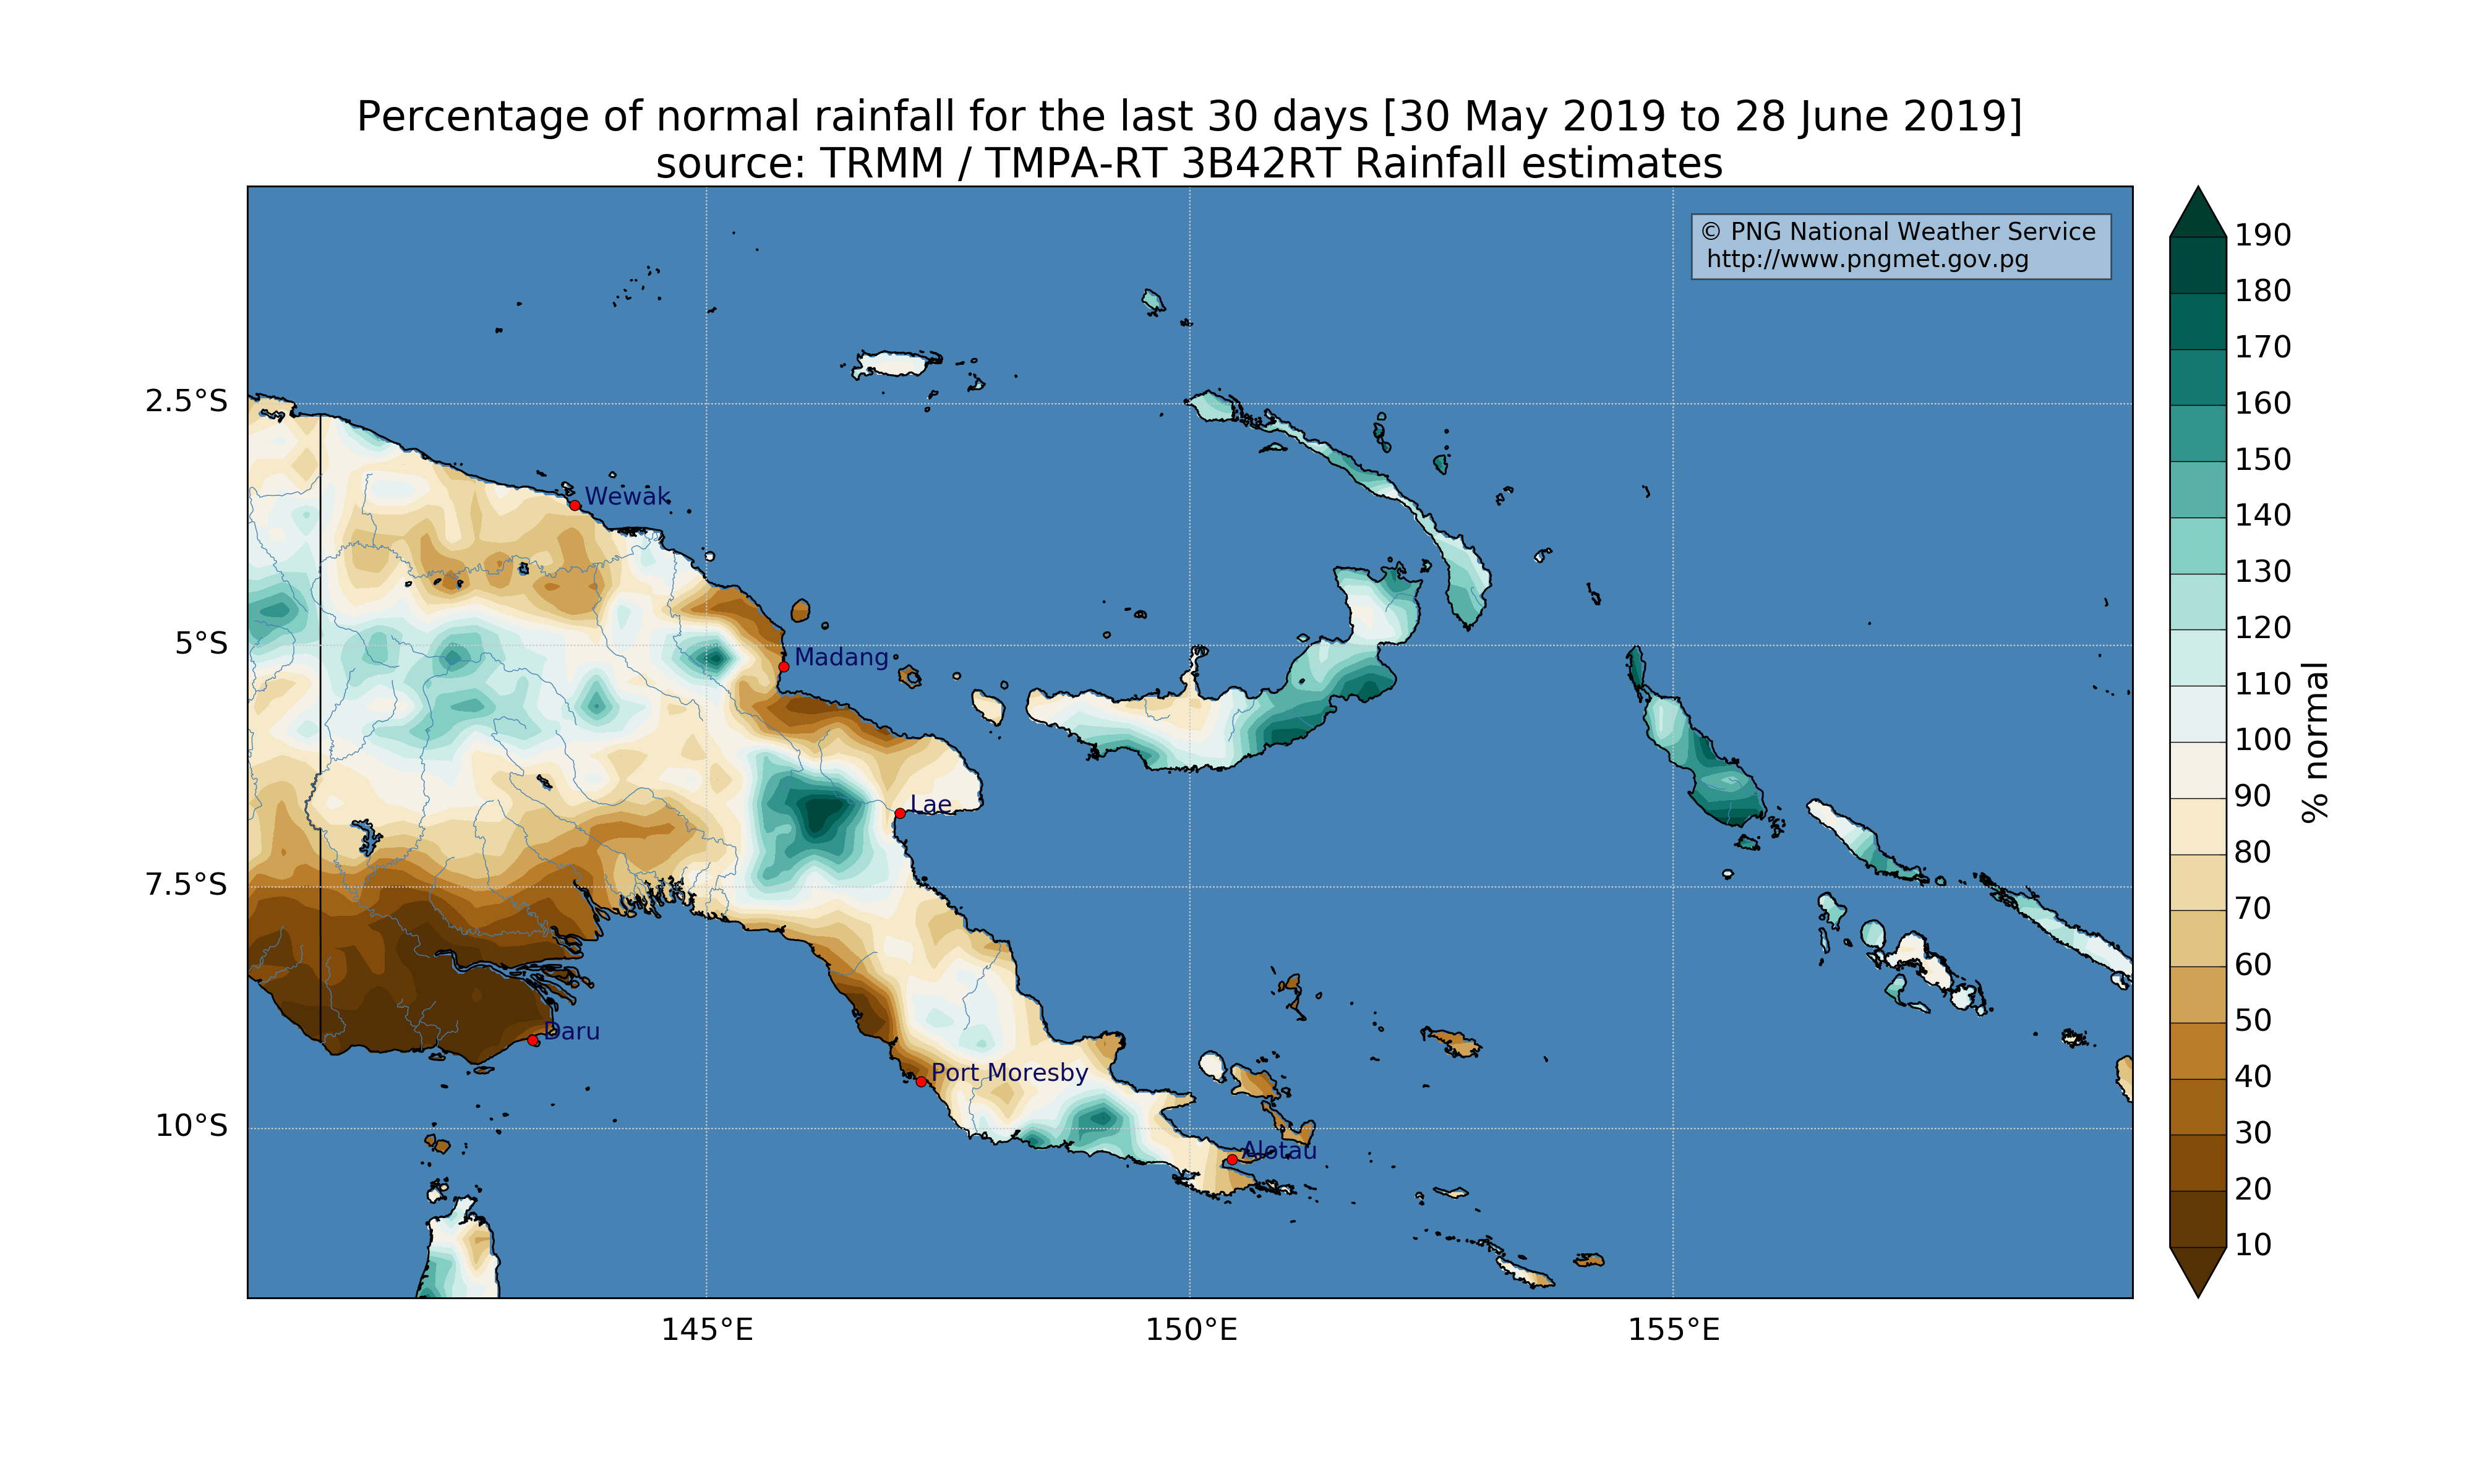 Percentage of normal rainfall for the last 30 days [30 May 2019 to 28 June 2019]
source: TRMM / TMPA-RT 3B42RT Rainfall estimates
© PNG National Weather Service
http://www.pngmet.gov.pg
2.5°S
5°S
7.5°S
10°S
Wewak
Madang
Lae
Daru
Port Moresby
Alotau
145°E
150°E
155°E
190
180
170
160
150
140
130
120
110
100
90
80
70
60
50
40
30
20
10
% normal